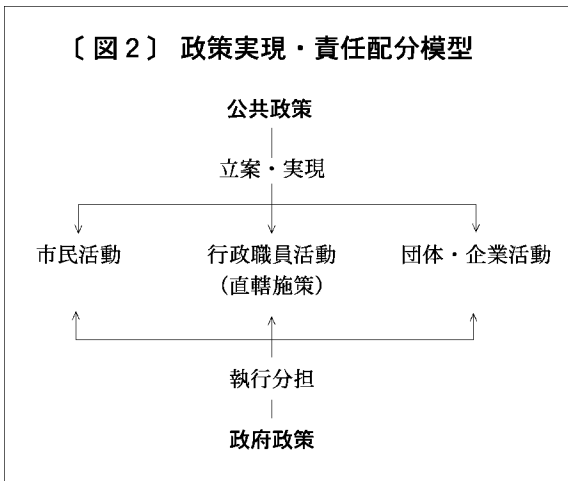 〔図2〕 政策実現・責任配分模型
公共政策
立案・実現
市民活動 行政職員活動 団体・企業活動
（直轄施策）
執行分担
政府政策